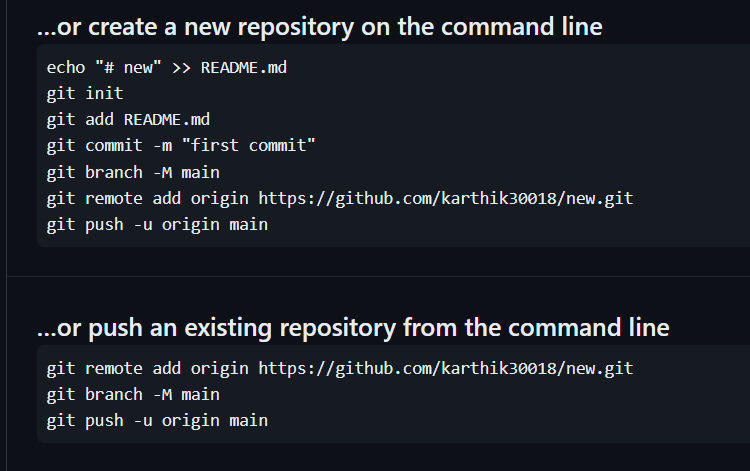 ...or create a new repository on the command line
echo "# new" >> README.md
git init
git add README.md
git commit -m "first commit"
git branch -M main
git remote add origin https://github.com/karthik30018/new.git
git push -u origin main
...or push an existing repository from the command line
git remote add origin https://github.com/karthik30018/new.git
git branch -M main
git push -u origin main